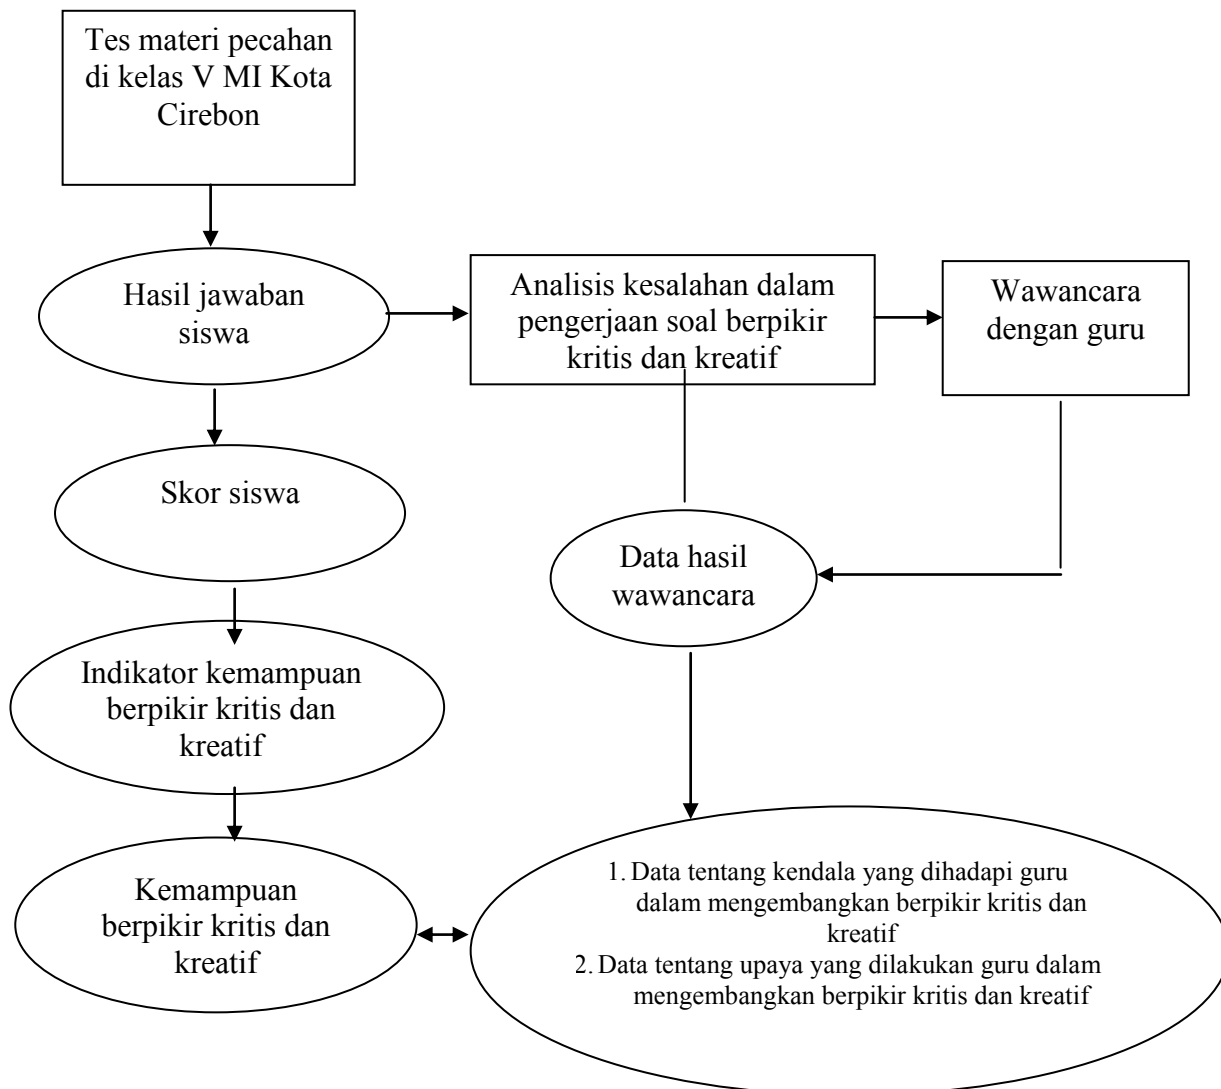 Tes materi pecahan
di kelas V MI Kota
Cirebon
Hasil jawaban
siswa
Analisis kesalahan dalam
pengerjaan soal berpikir
kritis dan kreatif
Wawancara
dengan guru
Skor siswa
Data hasil
wawancara
Indikator kemampuan
berpikir kritis dan
kreatif
Kemampuan
berpikir kritis dan
kreatif
1. Data tentang kendala yang dihadapi guru
dalam mengembangkan berpikir kritis dan
kreatif
2. Data tentang upaya yang dilakukan guru dalam
mengembangkan berpikir kritis dan kreatif